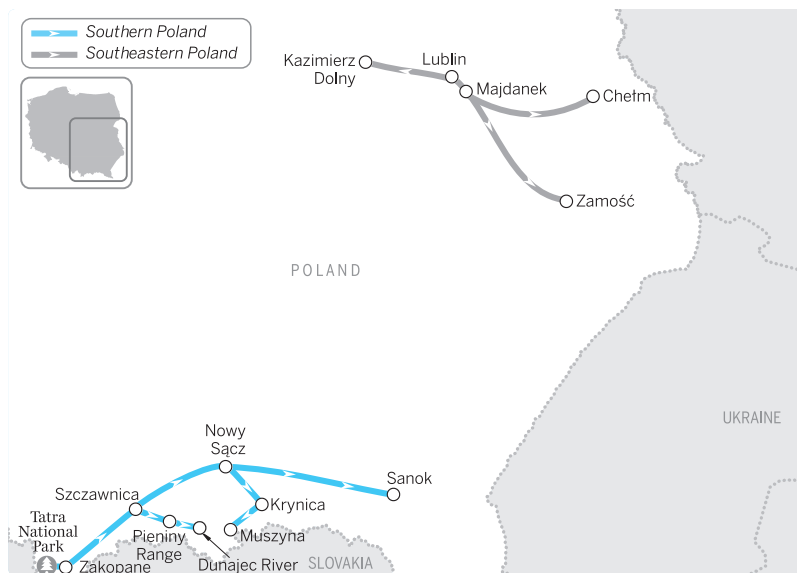 Southern Poland
Southeastern Poland
Kazimierz
Dolny
Lublin
Majdanek
Chełm
Zamość
POLAND
UKRAINE
Nowy
Sącz
Sanok
Szczawnica
Krynica
Tatra
National
Park
Pieniny
Range
Muszyna
Dunajec River
SLOVAKIA
Zakopane